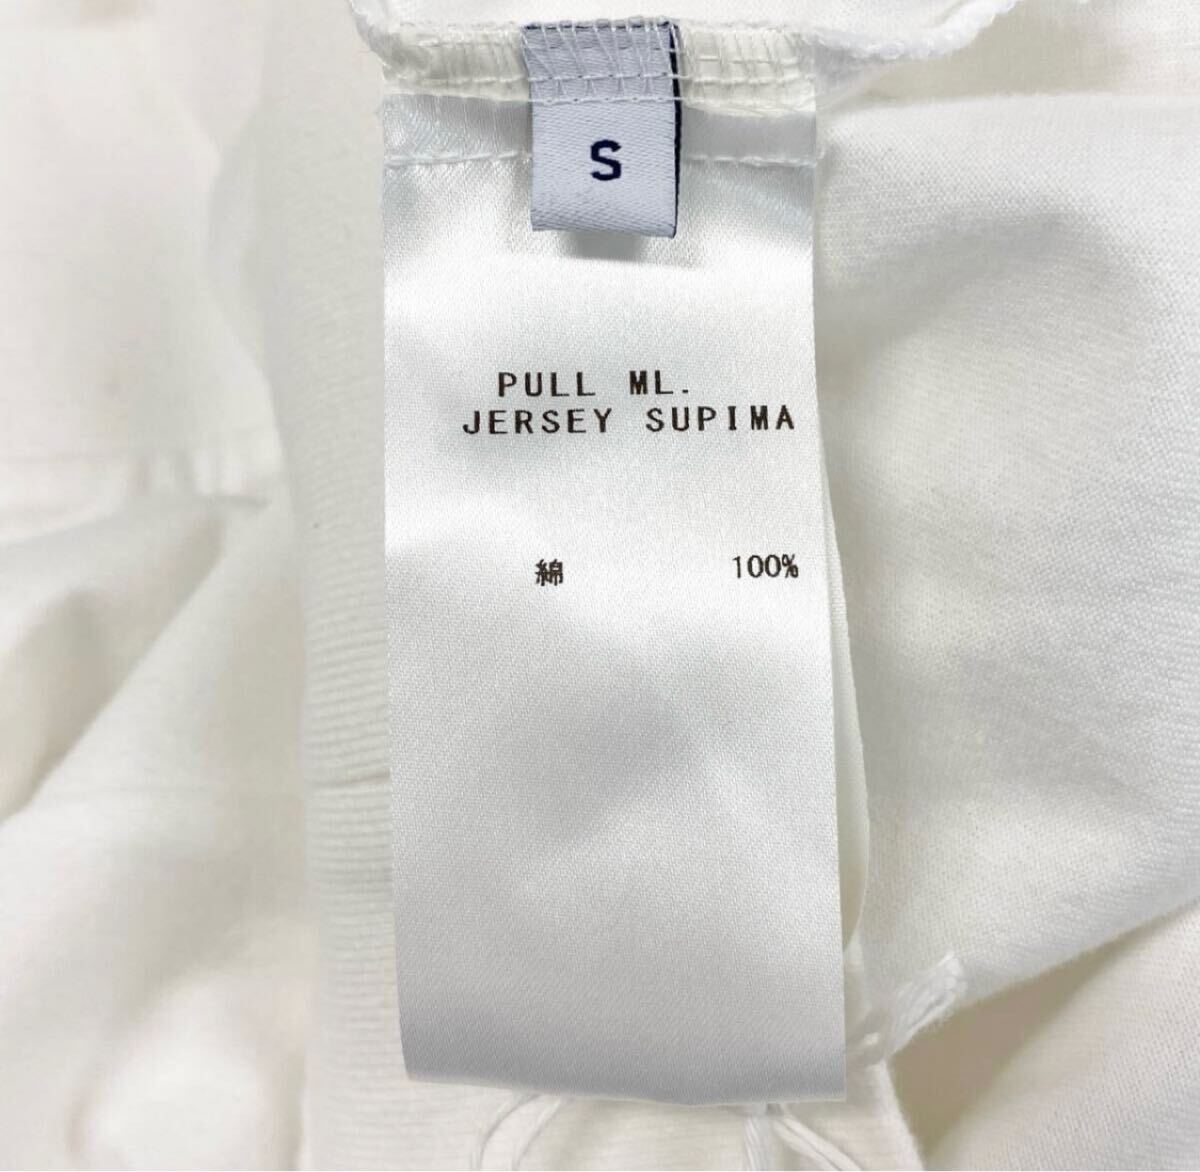 S
PULL ML.
JERSEY SUPIMA
綿 100%